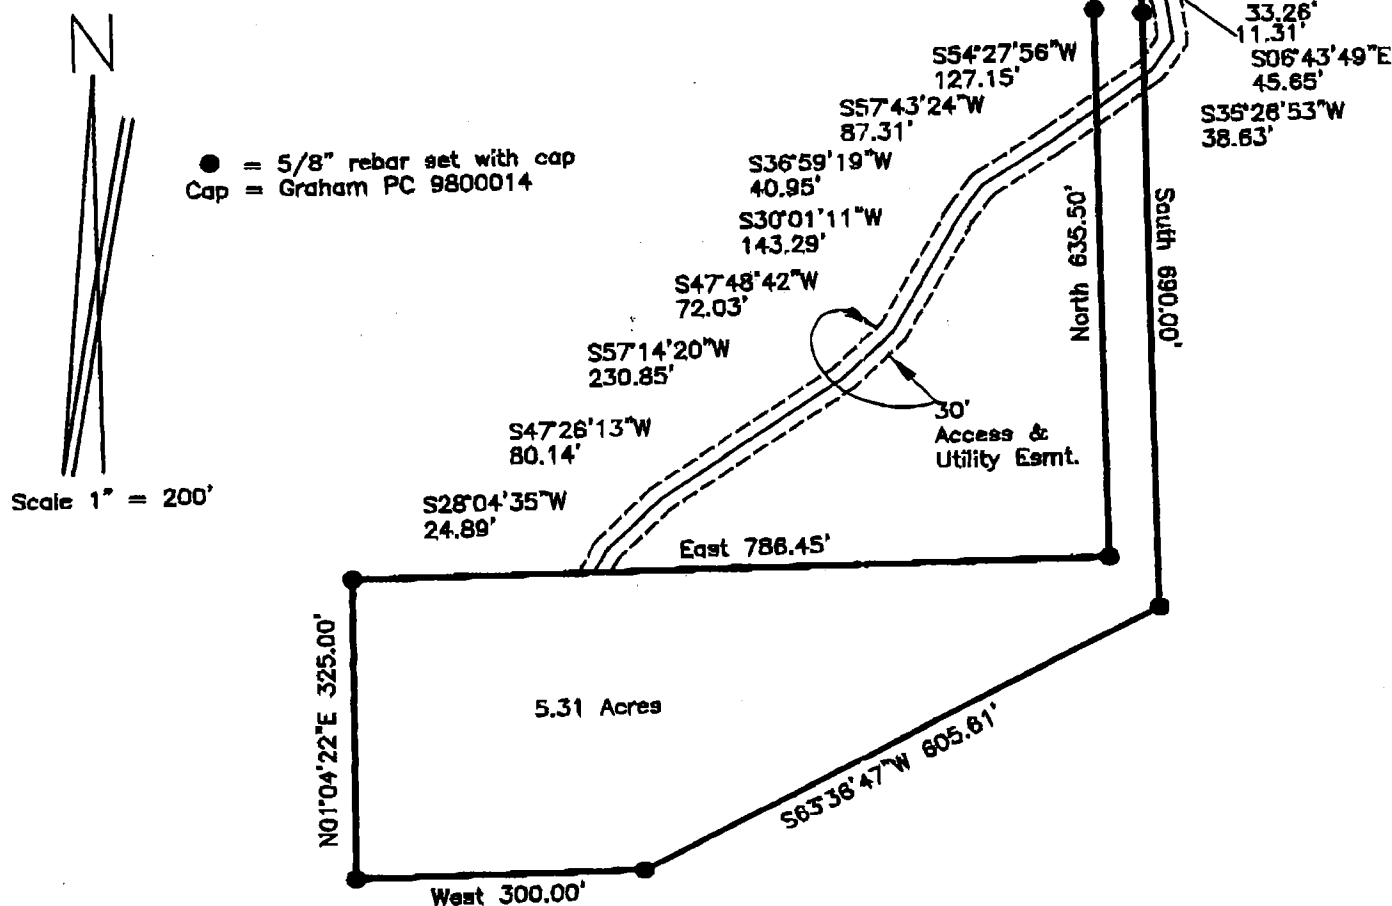 N
33.26'
11.31'
S06°43'49"E
45.65'
S54°27'56"W
127.15'
S57°43'24"W
87.31'
S35°28'53"W
38.63'
● = 5/8" rebar set with cap
Cap = Graham PC 9800014
S36°59'19"W
40.95'
S30°01'11"W
143.29'
North 635.50'
South 690.00'
S47°48'42"W
72.03'
S57°14'20"W
230.85'
30'
Access &
Utility Esmt.
S47°26'13"W
80.14'
Scale 1" = 200'
S28°04'35"W
24.89'
East 786.45'
N01°04'22"E 325.00'
5.31 Acres
S63°36'47"W 605.61'
West 300.00'